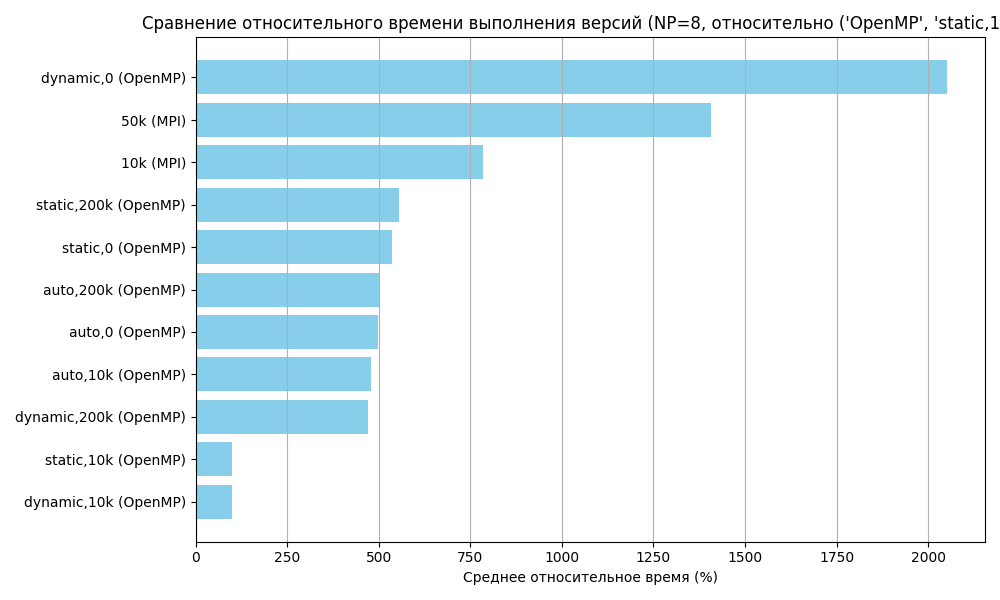 Сравнение относительного времени выполнения версий (NP=8, относительно ('OpenMP', 'static,1
dynamic,0 (OpenMP)
50k (MPI)
10k (MPI)
static,200k (OpenMP)
static,0 (OpenMP)
auto,200k (OpenMP)
auto,0 (OpenMP)
auto,10k (OpenMP)
dynamic,200k (OpenMP)
static,10k (OpenMP)
dynamic,10k (OpenMP)
0 250 500 750 1000 1250 1500 1750 2000
Среднее относительное время (%)